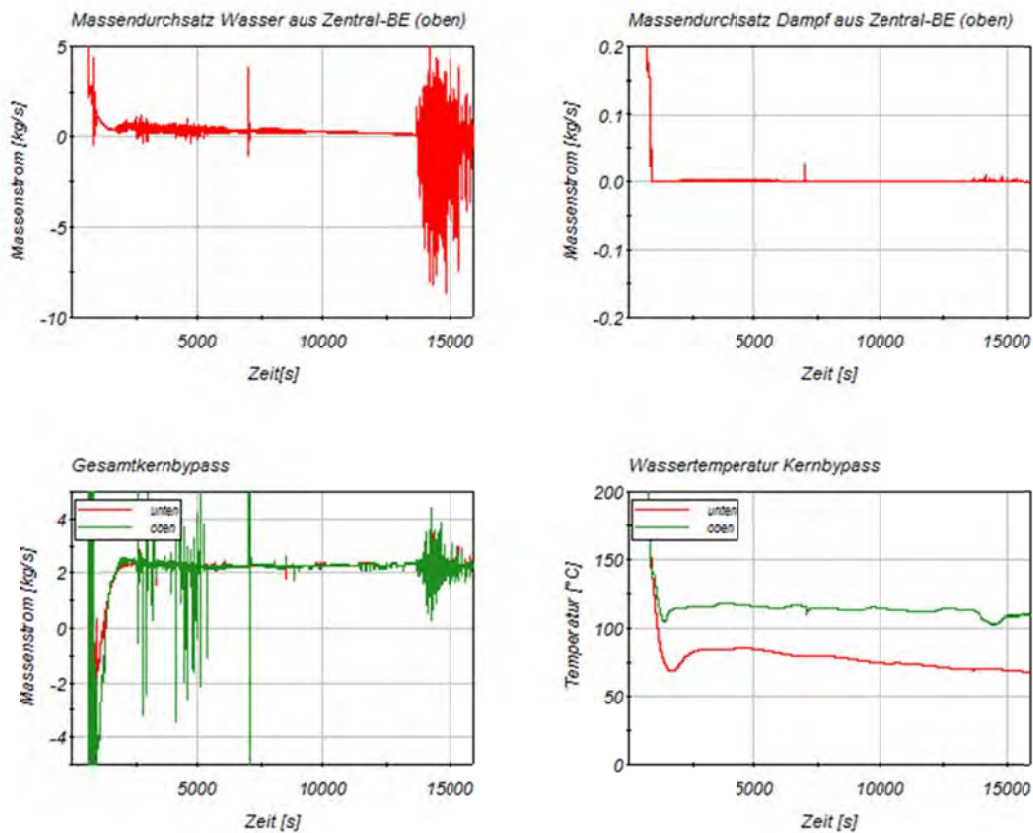 Massendurchsatz Wasser aus Zentral-BE (oben)
Massenstrom [kg/s]
5
0
-5
-10
5000
10000
15000
Zeit[s]
Massendurchsatz Dampf aus Zentral-BE (oben)
Massenstrom [kg/s]
0.2
0.1
0.0
-0.1
-0.2
5000
10000
15000
Zeit [s]
Gesamtkernbypass
unten
oben
Massenstrom [kg/s]
4
2
0
-2
-4
5000
10000
15000
Zeit [s]
Wassertemperatur Kernbypass
unten
oben
Temperatur [°C]
200
150
100
50
0
5000
10000
15000
Zeit [s]